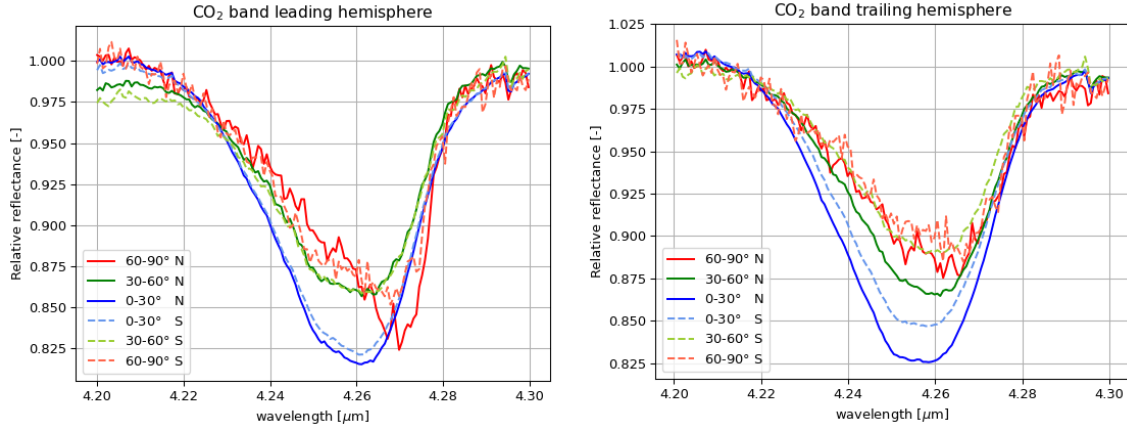 CO₂ band leading hemisphere
Relative reflectance [-]
1.000
0.975
0.950
0.925
0.900
0.875
0.850
0.825
60-90° N
30-60° N
0-30° N
0-30° S
30-60° S
60-90° S
4.20 4.22 4.24 4.26 4.28 4.30
wavelength [μm]
CO₂ band trailing hemisphere
Relative reflectance [-]
1.025
1.000
0.975
0.950
0.925
0.900
0.875
0.850
0.825
60-90° N
30-60° N
0-30° N
0-30° S
30-60° S
60-90° S
4.20 4.22 4.24 4.26 4.28 4.30
wavelength [μm]